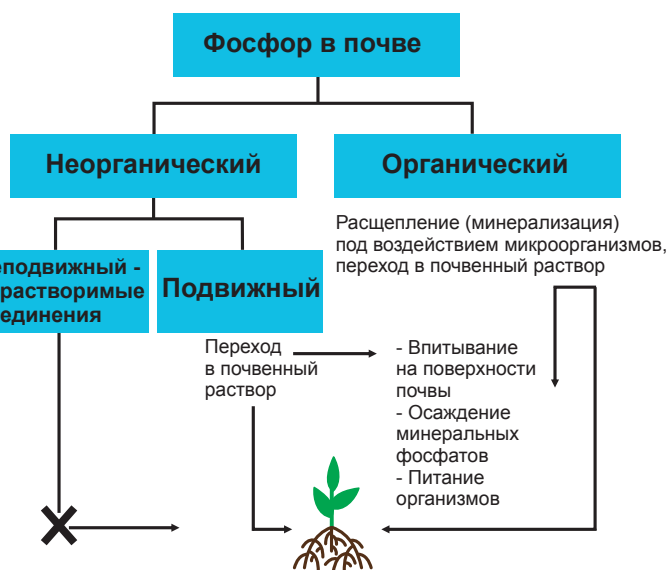 Фосфор в почве
Неорганический
Органический
Расщепление (минерализация)
под воздействием микроорганизмов,
переход в почвенный раствор
еподвижный -
растворимые
единения
Подвижный
Переход
в почвенный
раствор
- Впитывание
на поверхности
почвы
- Осаждение
минеральных
фосфатов
- Питание
организмов